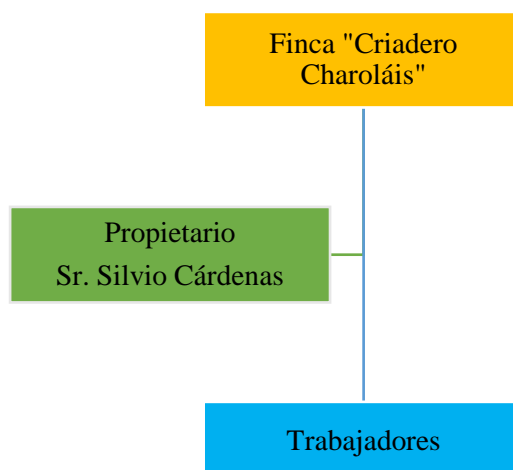 Finca "Criadero
Charoláis"
Propietario
Sr. Silvio Cárdenas
Trabajadores